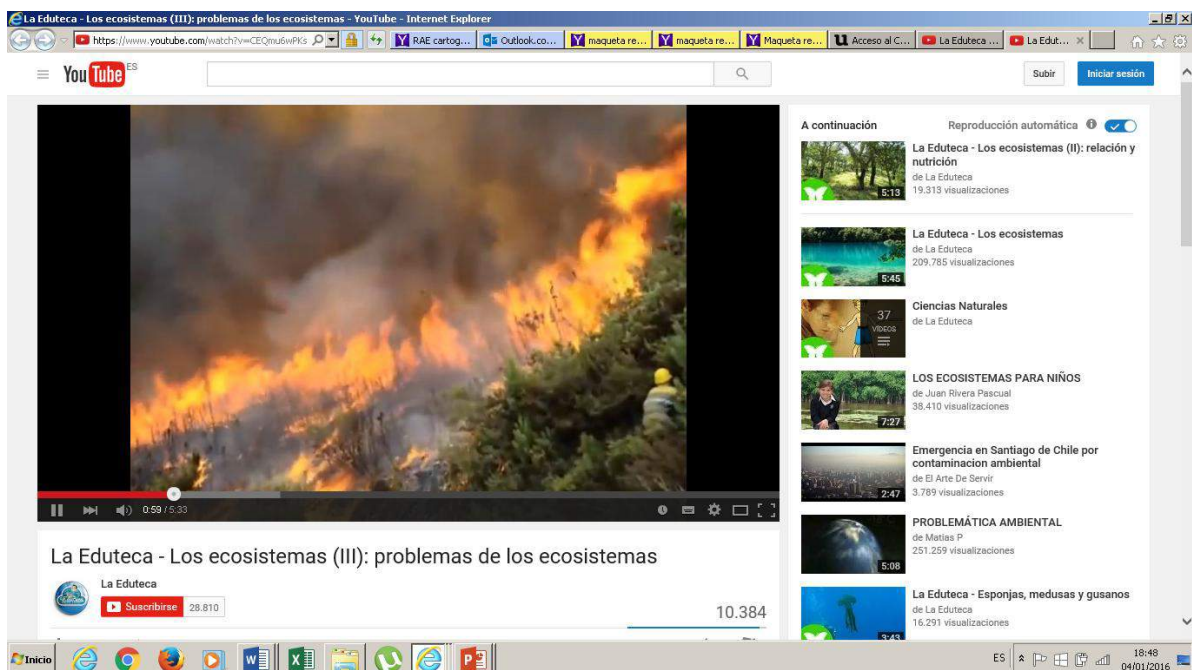 La Eduteca - Los ecosistemas (III): problemas de los ecosistemas - YouTube - Internet Explorer
https://www.youtube.com/watch?v=CEQmu6wPKs
RAE cartog...
Outlook.co...
maqueta re...
maqueta re...
Maqueta re...
Acceso al C...
La Eduteca ...
La Edut...
You Tube ES
Subir
Iniciar sesión
A continuación
Reproducción automática
La Eduteca - Los ecosistemas (II): relación y
nutrición
de La Eduteca
19.313 visualizaciones
5:13
La Eduteca - Los ecosistemas
de La Eduteca
209.785 visualizaciones
5:45
Ciencias Naturales
de La Eduteca
37
VÍDEOS
LOS ECOSISTEMAS PARA NIÑOS
de Juan Rivera Pascual
38.410 visualizaciones
7:27
Emergencia en Santiago de Chile por
contaminacion ambiental
de El Arte De Servir
3.789 visualizaciones
2:47
PROBLEMÁTICA AMBIENTAL
de Matias P
251.259 visualizaciones
5:08
La Eduteca - Esponjas, medusas y gusanos
de La Eduteca
16.291 visualizaciones
3:43
0:59 / 5:33
La Eduteca - Los ecosistemas (III): problemas de los ecosistemas
La Eduteca
Suscribirse 28.810
10.384
Inicio
ES
18:48
04/01/2016